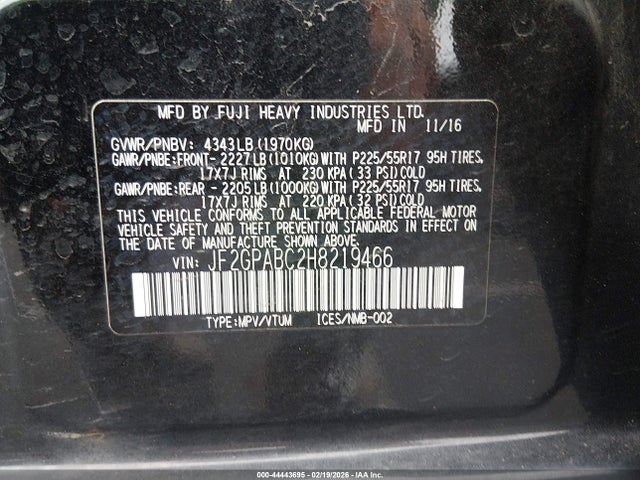 MFD BY FUJI HEAVY INDUSTRIES LTD.
MFD IN 11/16
GVWR/PNBV: 4343LB(1970KG)
GAWR/PNBE:FRONT- 2227LB(1010KG)WITH P225/55R17 95H TIRES,
17X7J RIMS AT 230 KPA( 33 PSI)COLD
GAWR/PNBE:REAR - 2205LB(1000KG)WITH P225/55R17 95H TIRES,
17X7J RIMS AT 220 KPA( 32 PSI)COLD
THIS VEHICLE CONFORMS TO ALL APPLICABLE FEDERAL MOTOR
VEHICLE SAFETY AND THEFT PREVENTION STANDARDS IN EFFECT ON
THE DATE OF MANUFACTURE SHOWN ABOVE.
VIN: JF2GPABC2H8219466
TYPE:MPV/VTUM ICES/NMB-002
000-44443695 - 02/19/2026 - IAA Inc.